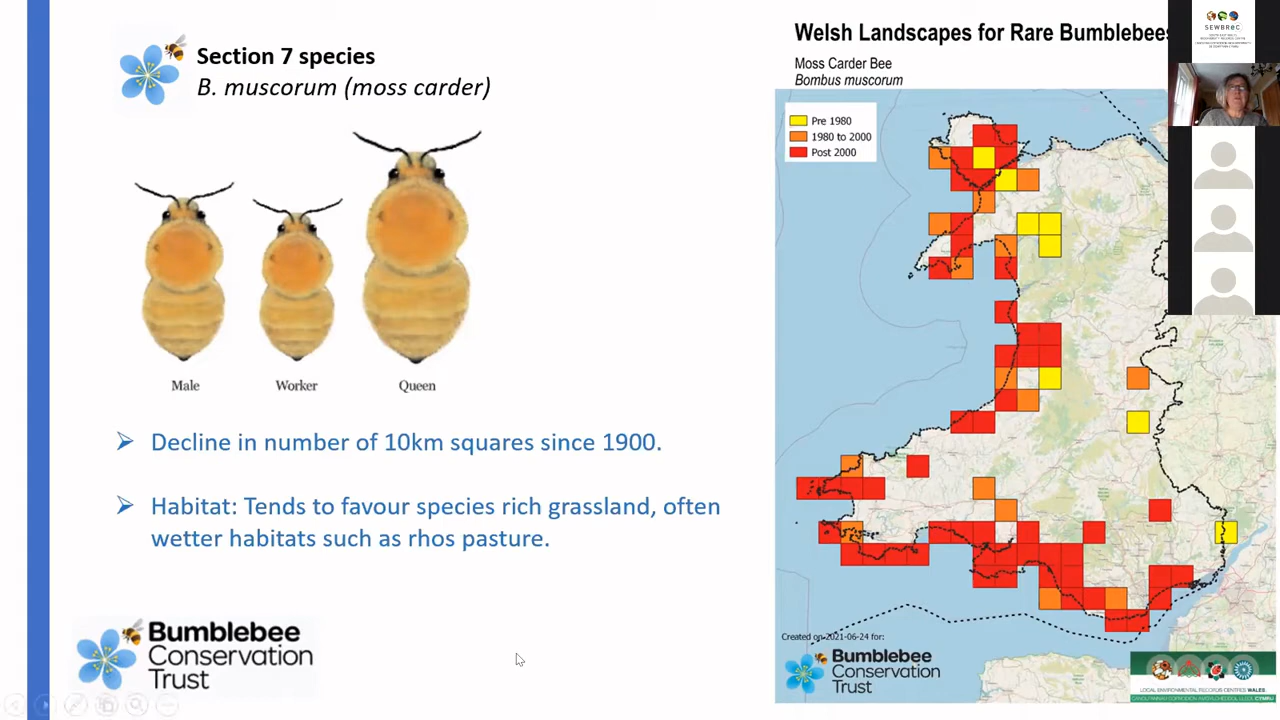 Section 7 species
B. muscorum (moss carder)
Male
Worker
Queen
Decline in number of 10km squares since 1900.
Habitat: Tends to favour species rich grassland, often
wetter habitats such as rhos pasture.
Bumblebee
Conservation
Trust
Welsh Landscapes for Rare Bumblebees
Moss Carder Bee
Bombus muscorum
Pre 1980
1980 to 2000
Post 2000
Created on 2021-06-24 for:
Bumblebee
Conservation
Trust
LOCAL ENVIRONMENTAL RECORDS CENTRES WALES
SEWBReC